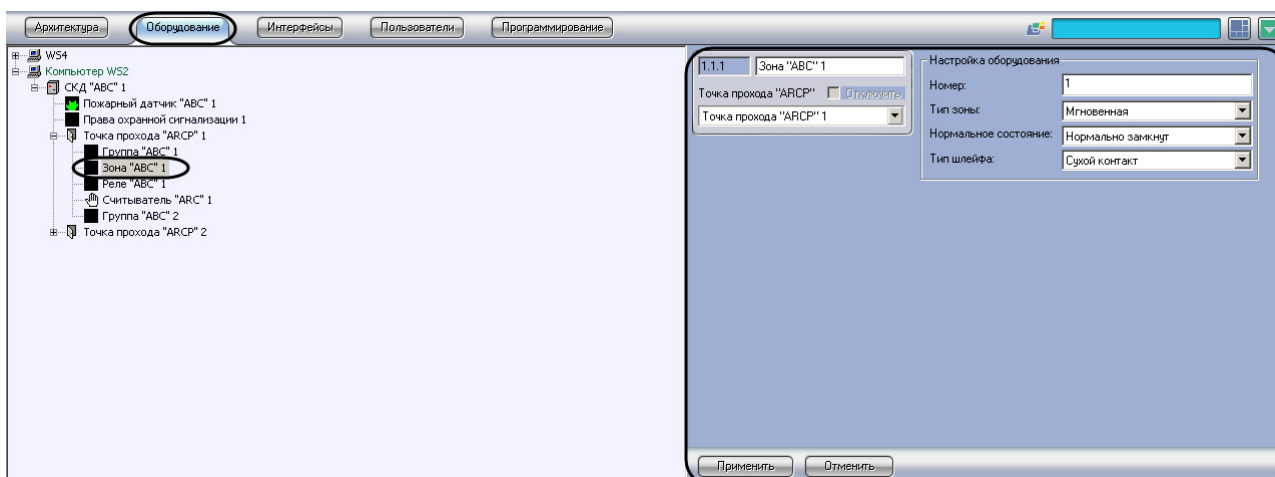 Архитектура Оборудование Интерфейсы Пользователи Программирование
WS4
Компьютер WS2
СКД "ABC" 1
Пожарный датчик "ABC" 1
Права охранной сигнализации 1
Точка прохода "ARCP" 1
Группа "ABC" 1
Зона "ABC" 1
Реле "ABC" 1
Считыватель "ARC" 1
Группа "ABC" 2
Точка прохода "ARCP" 2
1.1.1 Зона "ABC" 1
Точка прохода "ARCP" Отключить
Точка прохода "ARCP" 1
Настройка оборудования
Номер: 1
Тип зоны: Мгновенная
Нормальное состояние: Нормально замкнут
Тип шлейфа: Сухой контакт
Применить Отменить